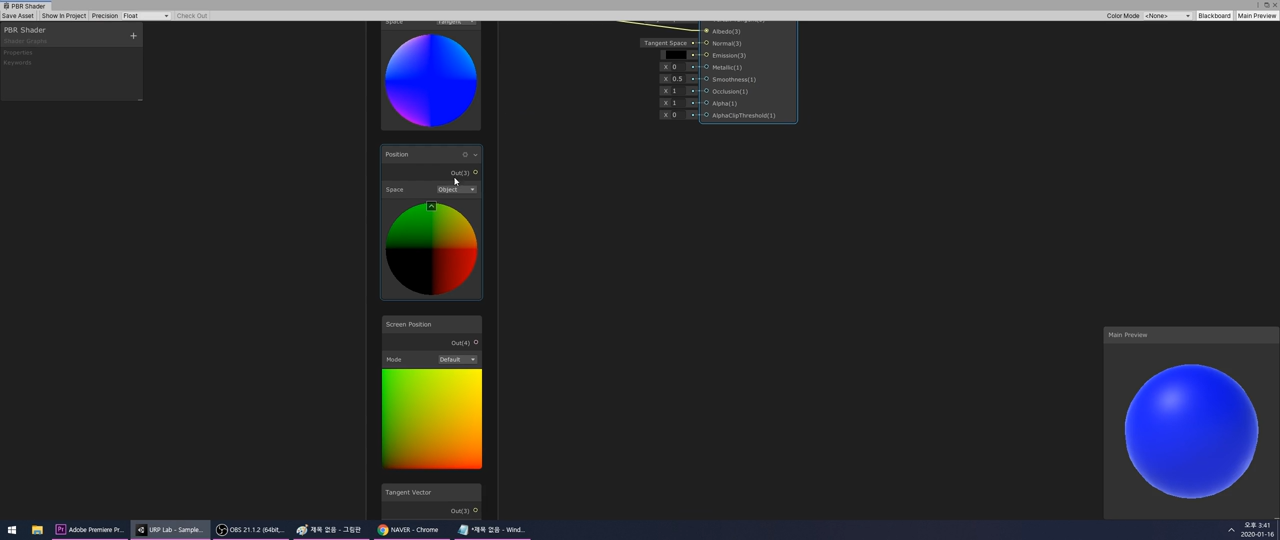 PBR Shader
Save Asset Show In Project Precision Float Check Out Color Mode <None> Blackboard Main Preview
PBR Shader
Shader Graphs
Properties
Keywords
Space Tangent
Albedo(3)
Tangent Space Normal(3)
Emission(3)
X 0 Metallic(1)
X 0.5 Smoothness(1)
X 1 Occlusion(1)
X 1 Alpha(1)
X 0 AlphaClipThreshold(1)
Position
Out(3)
Space Object
Screen Position
Out(4)
Mode Default
Main Preview
Tangent Vector
Out(3)
Adobe Premiere Pr... URP Lab - Sample... OBS 21.1.2 (64bit,... 제목 없음 - 그림판 NAVER - Chrome *제목 없음 - Wind...
오후 3:41
2020-01-16